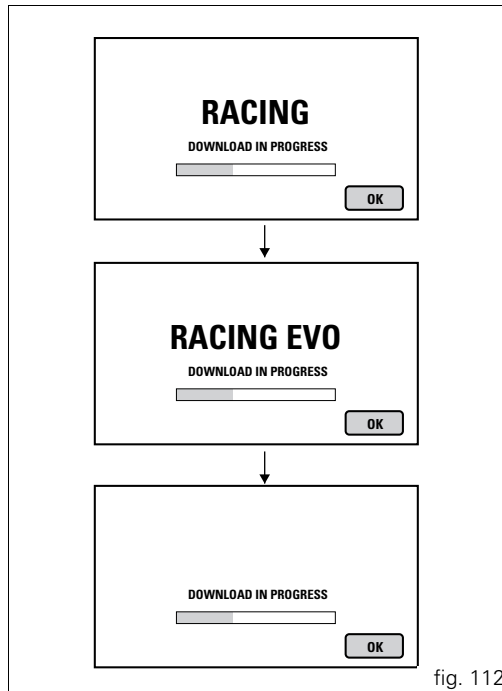 RACING
DOWNLOAD IN PROGRESS
OK
RACING EVO
DOWNLOAD IN PROGRESS
OK
DOWNLOAD IN PROGRESS
OK
fig. 112